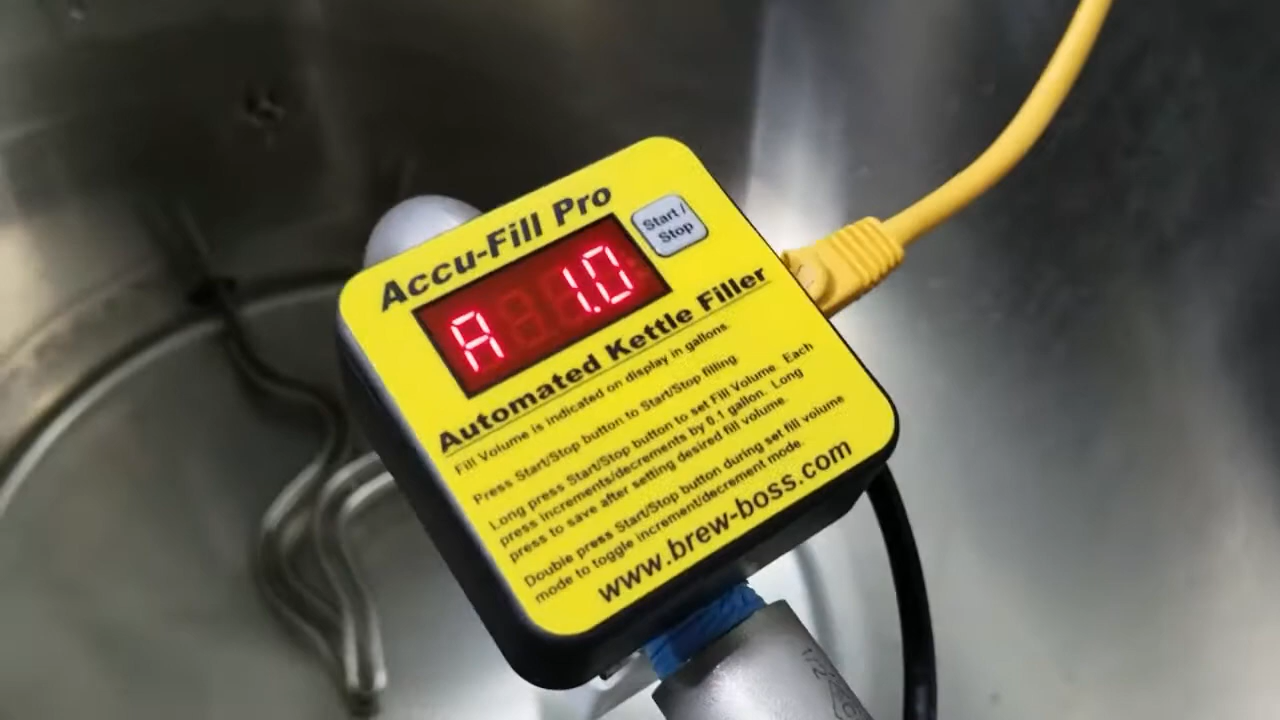 Accu-Fill Pro
Start /
Stop
A 1.0
Automated Kettle Filler
Fill Volume is indicated on display in gallons.
Press Start/Stop button to Start/Stop filling.
Long press Start/Stop button to set Fill Volume. Each
press increments/decrements by 0.1 gallon. Long
press to save after setting desired fill volume.
Double press Start/Stop button during set fill volume
mode to toggle increment/decrement mode.
www.brew-boss.com
1/2